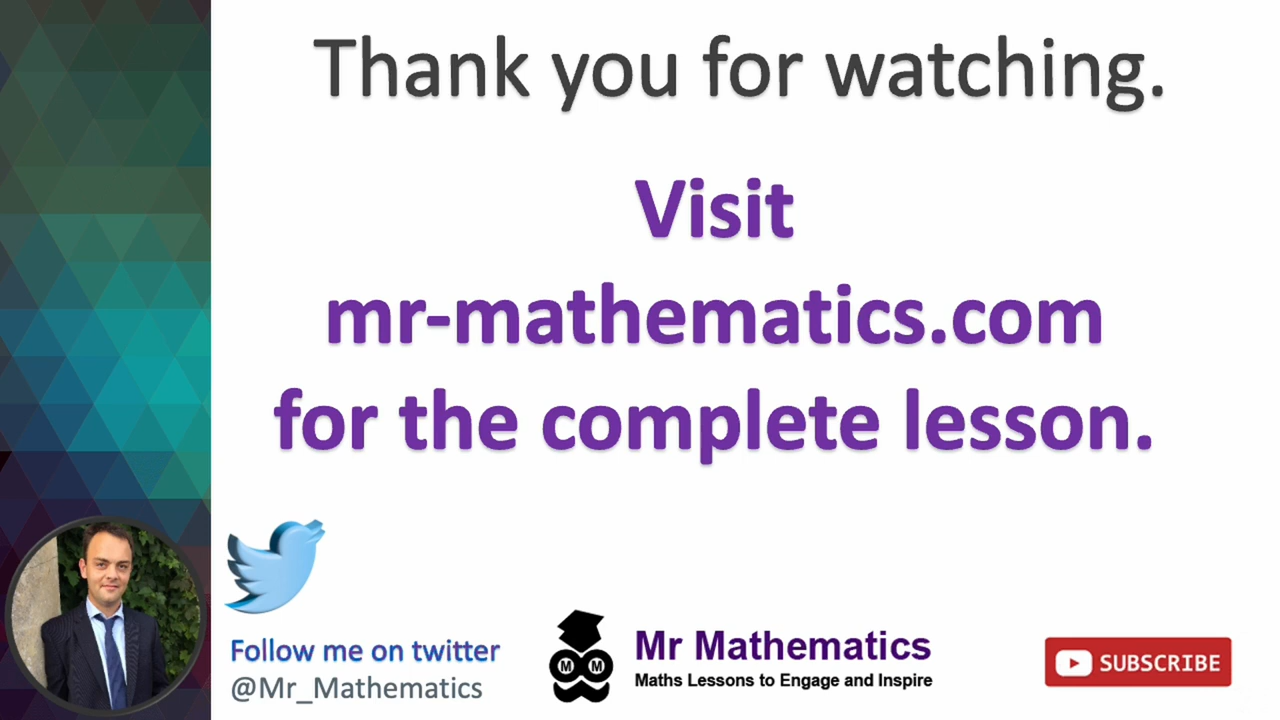 Thank you for watching.
Visit
mr-mathematics.com
for the complete lesson.
Follow me on twitter
@Mr_Mathematics
M M
Mr Mathematics
Maths Lessons to Engage and Inspire
SUBSCRIBE